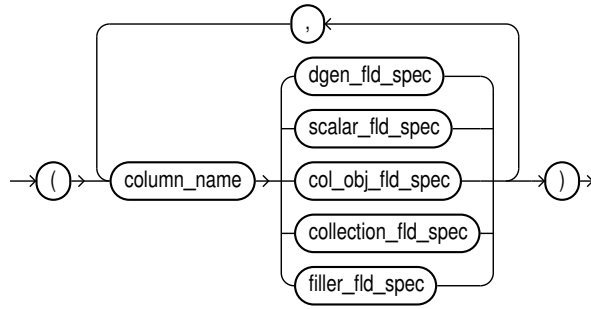 ,
dgen_fld_spec
scalar_fld_spec
( column_name col_obj_fld_spec )
collection_fld_spec
filler_fld_spec